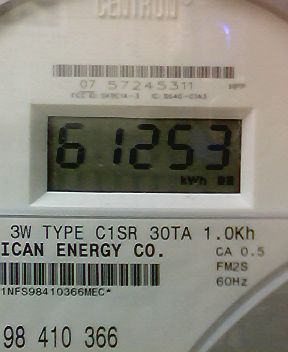 CENTRON®
07 57245311
61253
kWh
3W TYPE C1SR 30TA 1.0Kh
ICAN ENERGY CO.
CA 0.5
FM2S
60Hz
1NFS98410366MEC*
98 410 366